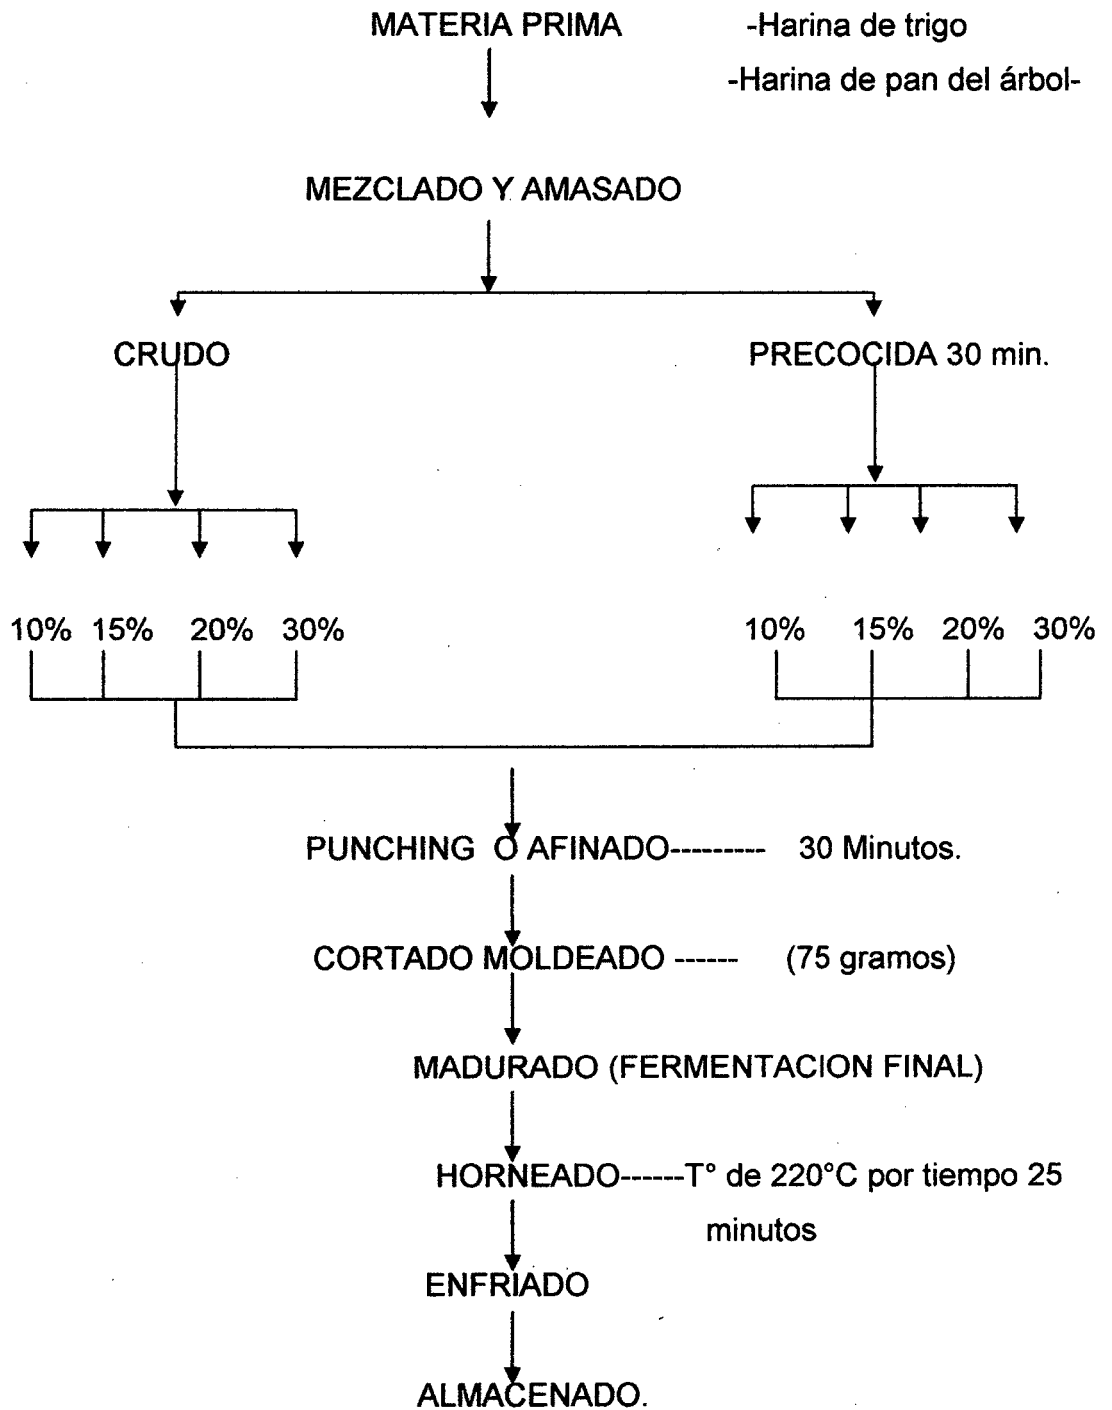 MATERIA PRIMA -Harina de trigo
-Harina de pan del árbol-
MEZCLADO Y AMASADO
CRUDO PRECOCIDA 30 min.
10% 15% 20% 30% 10% 15% 20% 30%
PUNCHING O AFINADO--------- 30 Minutos.
CORTADO MOLDEADO ------ (75 gramos)
MADURADO (FERMENTACION FINAL)
HORNEADO------T° de 220°C por tiempo 25
minutos
ENFRIADO
ALMACENADO.